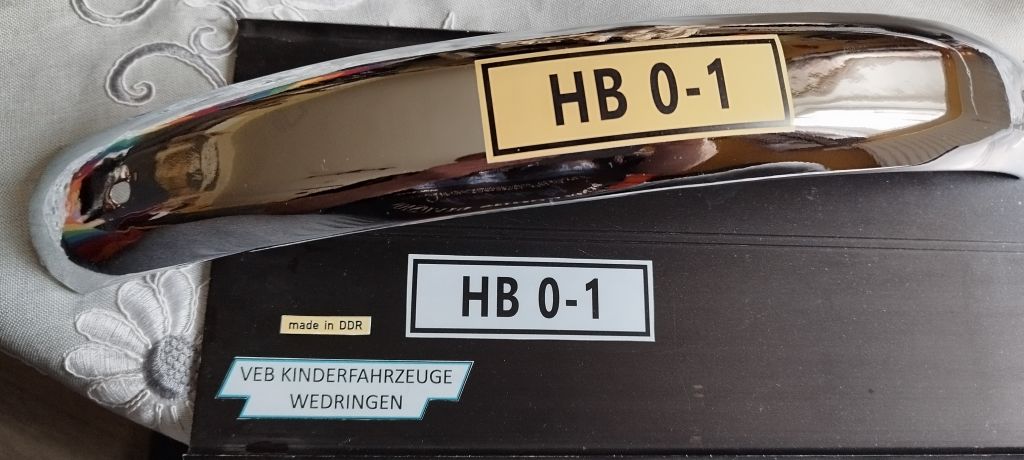 HB 0-1
HB 0-1
made in DDR
VEB KINDERFAHRZEUGE
WEDRINGEN